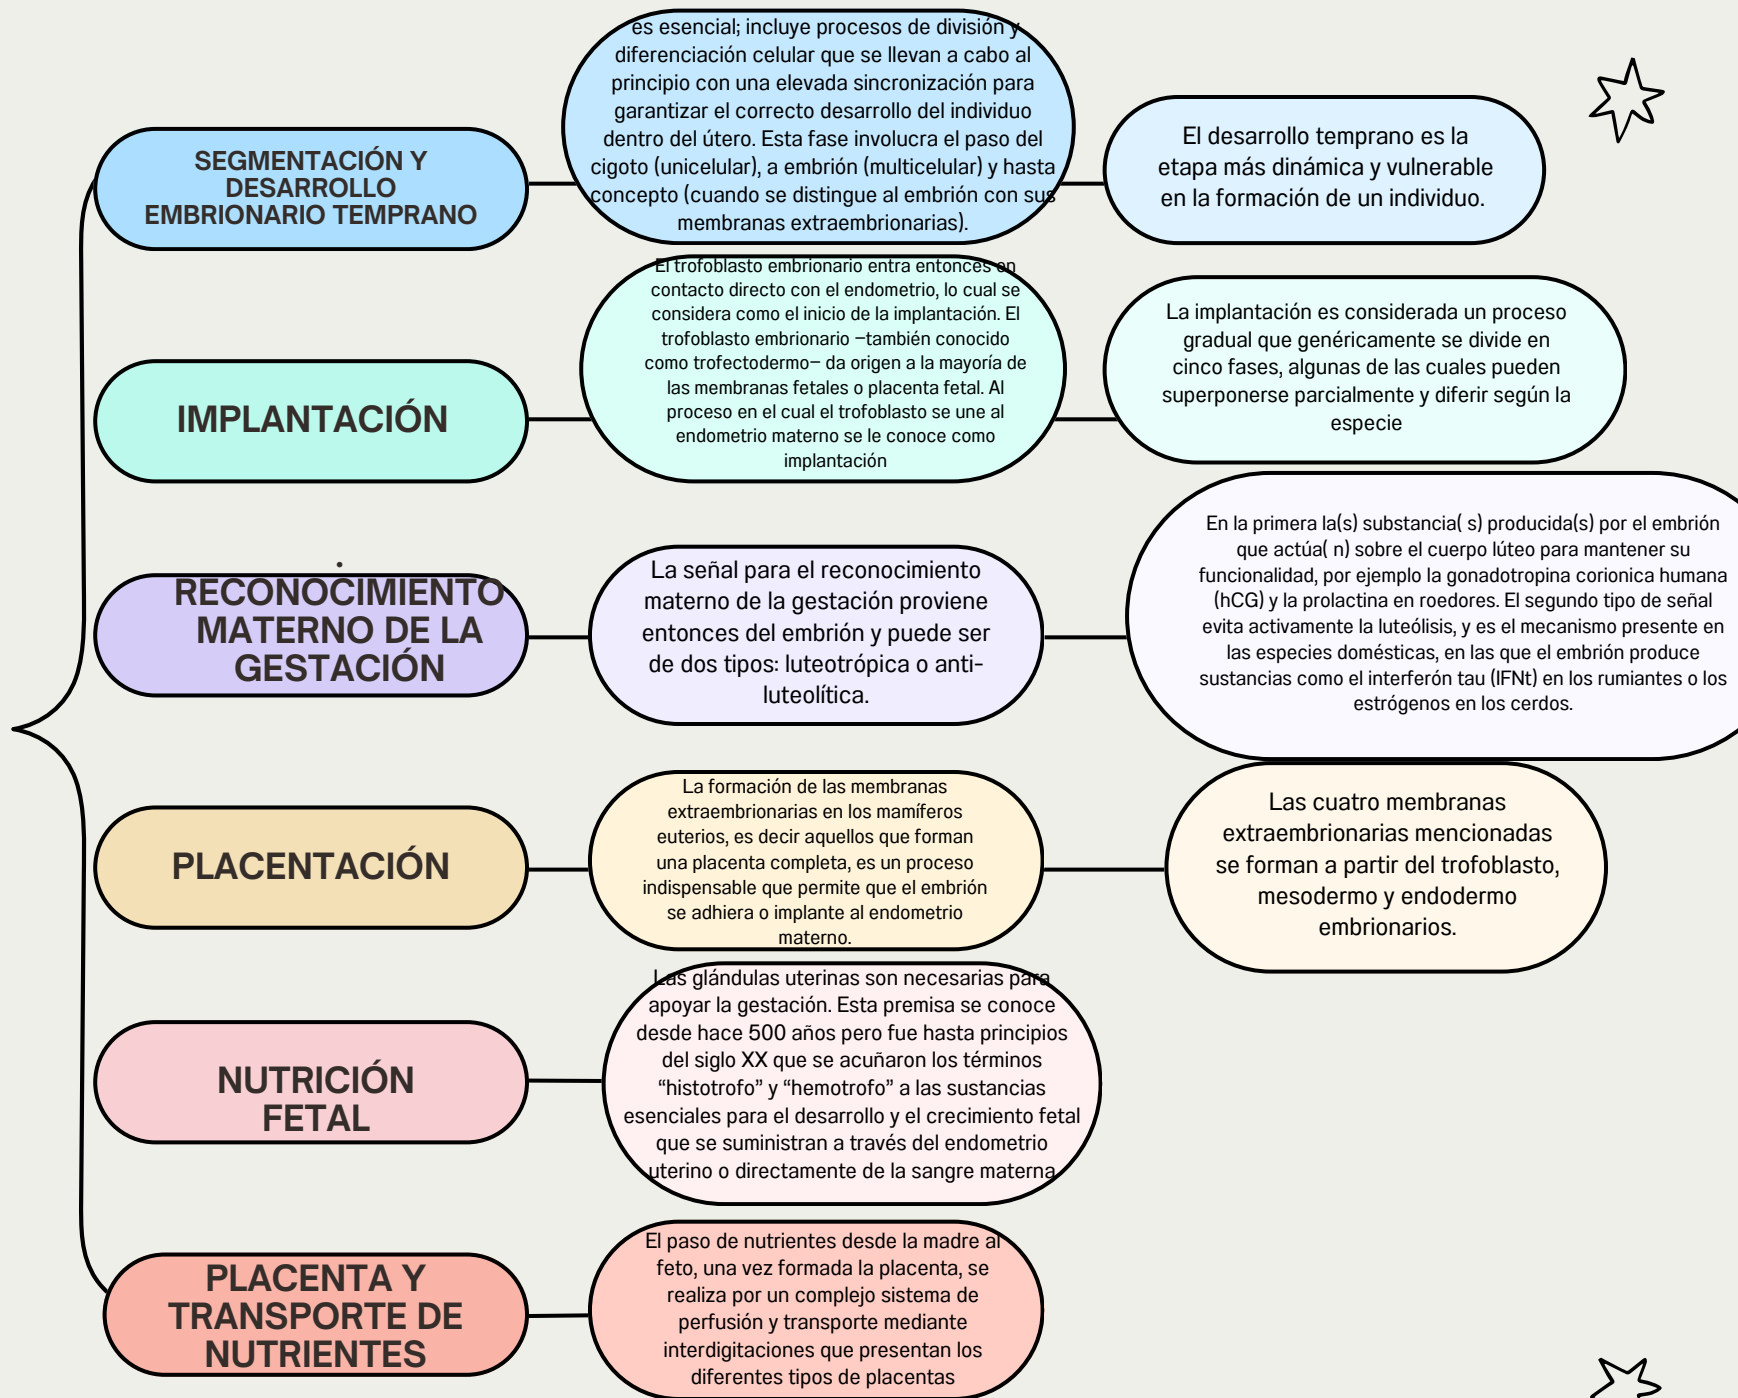 SEGMENTACIÓN Y
DESARROLLO
EMBRIONARIO TEMPRANO
es esencial; incluye procesos de división y
diferenciación celular que se llevan a cabo al
principio con una elevada sincronización para
garantizar el correcto desarrollo del individuo
dentro del útero. Esta fase involucra el paso del
cigoto (unicelular), a embrión (multicelular) y hasta
concepto (cuando se distingue al embrión con sus
membranas extraembrionarias).
El desarrollo temprano es la
etapa más dinámica y vulnerable
en la formación de un individuo.
IMPLANTACIÓN
El trofoblasto embrionario entra entonces en
contacto directo con el endometrio, lo cual se
considera como el inicio de la implantación. El
trofoblasto embrionario –también conocido
como trofectodermo– da origen a la mayoría de
las membranas fetales o placenta fetal. Al
proceso en el cual el trofoblasto se une al
endometrio materno se le conoce como
implantación
La implantación es considerada un proceso
gradual que genéricamente se divide en
cinco fases, algunas de las cuales pueden
superponerse parcialmente y diferir según la
especie
.
RECONOCIMIENTO
MATERNO DE LA
GESTACIÓN
La señal para el reconocimiento
materno de la gestación proviene
entonces del embrión y puede ser
de dos tipos: luteotrópica o anti-
luteolítica.
En la primera la(s) substancia( s) producida(s) por el embrión
que actúa( n) sobre el cuerpo lúteo para mantener su
funcionalidad, por ejemplo la gonadotropina corionica humana
(hCG) y la prolactina en roedores. El segundo tipo de señal
evita activamente la luteólisis, y es el mecanismo presente en
las especies domésticas, en las que el embrión produce
sustancias como el interferón tau (IFNt) en los rumiantes o los
estrógenos en los cerdos.
PLACENTACIÓN
La formación de las membranas
extraembrionarias en los mamíferos
euterios, es decir aquellos que forman
una placenta completa, es un proceso
indispensable que permite que el embrión
se adhiera o implante al endometrio
materno.
Las cuatro membranas
extraembrionarias mencionadas
se forman a partir del trofoblasto,
mesodermo y endodermo
embrionarios.
NUTRICIÓN
FETAL
Las glándulas uterinas son necesarias para
apoyar la gestación. Esta premisa se conoce
desde hace 500 años pero fue hasta principios
del siglo XX que se acuñaron los términos
“histotrofo” y “hemotrofo” a las sustancias
esenciales para el desarrollo y el crecimiento fetal
que se suministran a través del endometrio
uterino o directamente de la sangre materna
PLACENTA Y
TRANSPORTE DE
NUTRIENTES
El paso de nutrientes desde la madre al
feto, una vez formada la placenta, se
realiza por un complejo sistema de
perfusión y transporte mediante
interdigitaciones que presentan los
diferentes tipos de placentas